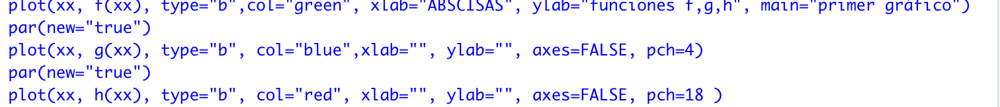 plot(xx, f(xx), type="b",col="green", xlab="ABSCISAS", ylab="funciones f,g,h", main="primer gráfico")
par(new="true")
plot(xx, g(xx), type="b", col="blue",xlab="", ylab="", axes=FALSE, pch=4)
par(new="true")
plot(xx, h(xx), type="b", col="red", xlab="", ylab="", axes=FALSE, pch=18 )